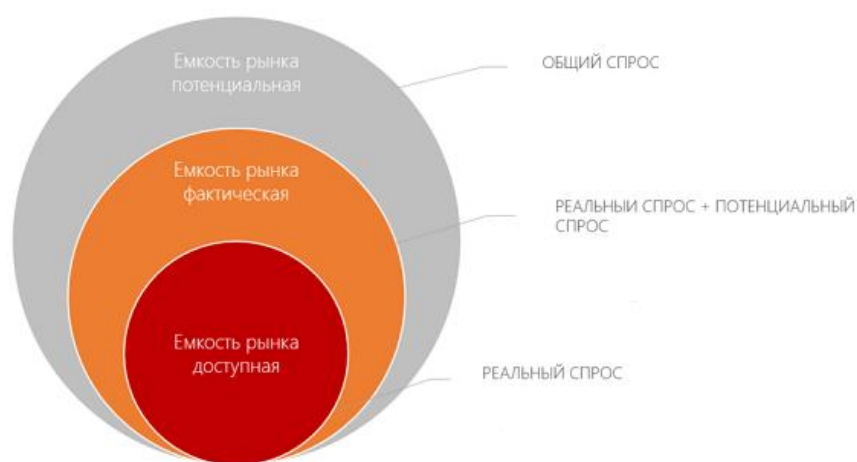 Емкость рынка
потенциальная
ОБЩИЙ СПРОС
Емкость рынка
фактическая
РЕАЛЬНЫЙ СПРОС + ПОТЕНЦИАЛЬНЫЙ
СПРОС
Емкость рынка
доступная
РЕАЛЬНЫЙ СПРОС